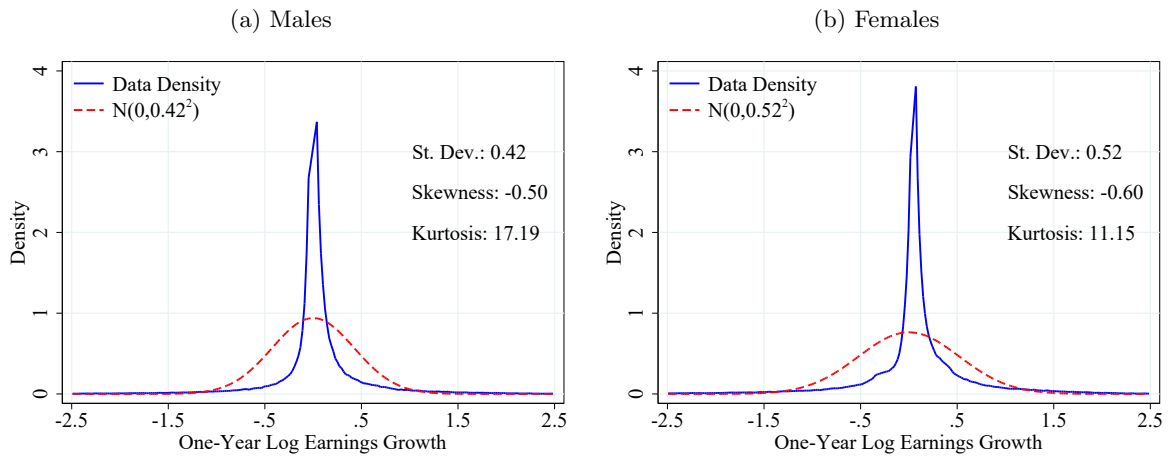 (a) Males
4
3
2
1
0
Density
Data Density
N(0,0.42²)
St. Dev.: 0.42
Skewness: -0.50
Kurtosis: 17.19
-2.5 -1.5 -.5 .5 1.5 2.5
One-Year Log Earnings Growth
(b) Females
4
3
2
1
0
Density
Data Density
N(0,0.52²)
St. Dev.: 0.52
Skewness: -0.60
Kurtosis: 11.15
-2.5 -1.5 -.5 .5 1.5 2.5
One-Year Log Earnings Growth